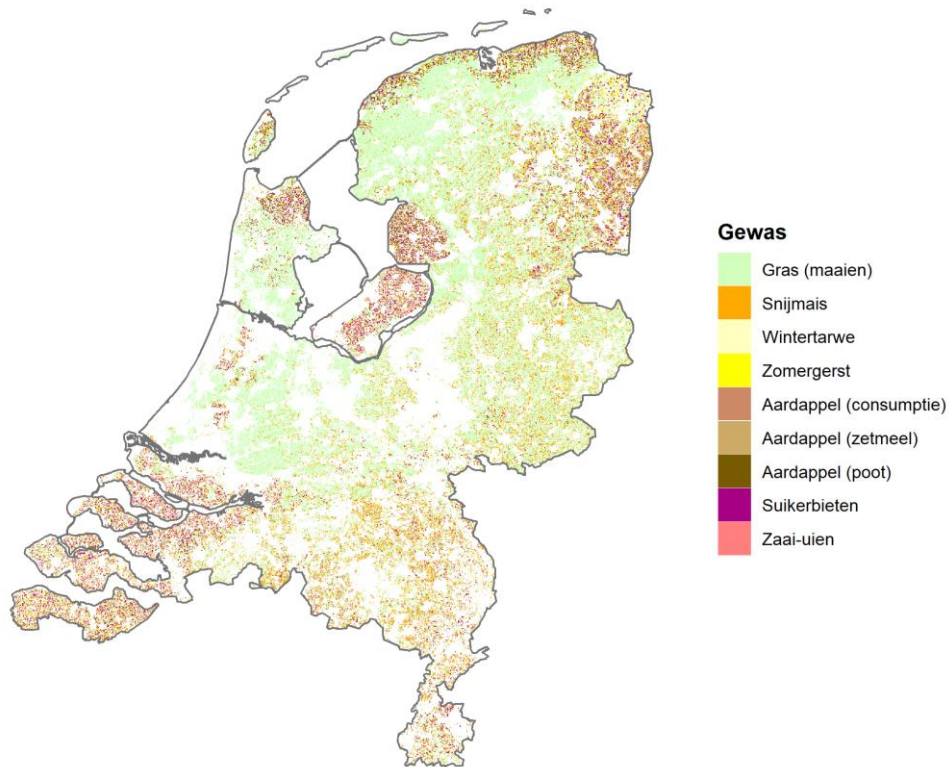 Gewas
Gras (maaien)
Snijmais
Wintertarwe
Zomergerst
Aardappel (consumptie)
Aardappel (zetmeel)
Aardappel (poot)
Suikerbieten
Zaai-uien